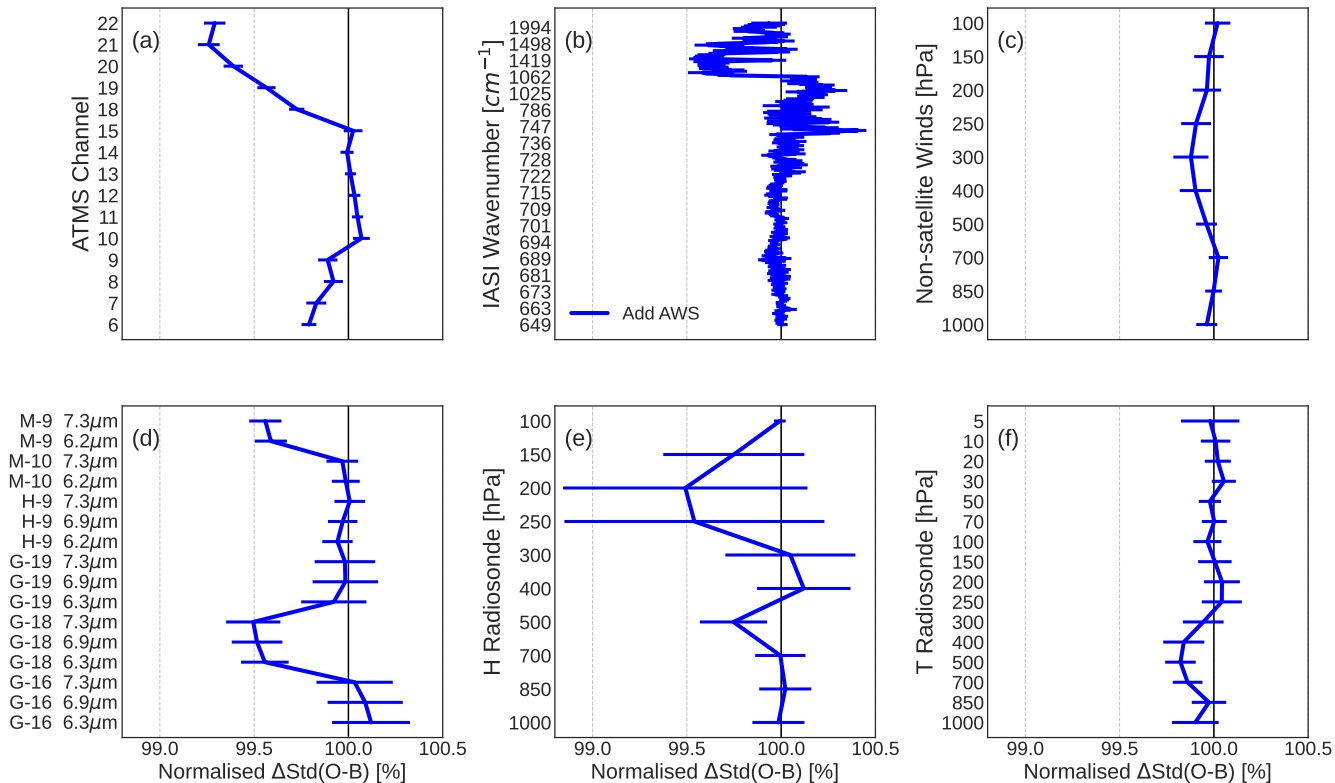 (a)
ATMS Channel
22
21
20
19
18
15
14
13
12
11
10
9
8
7
6
(b)
IASI Wavenumber [cm⁻¹]
1994
1498
1419
1062
1025
786
747
736
728
722
715
709
701
694
689
681
673
663
649
Add AWS
(c)
Non-satellite Winds [hPa]
100
150
200
250
300
400
500
700
850
1000
(d)
M-9 7.3μm
M-9 6.2μm
M-10 7.3μm
M-10 6.2μm
H-9 7.3μm
H-9 6.9μm
H-9 6.2μm
G-19 7.3μm
G-19 6.9μm
G-19 6.3μm
G-18 7.3μm
G-18 6.9μm
G-18 6.3μm
G-16 7.3μm
G-16 6.9μm
G-16 6.3μm
99.0 99.5 100.0 100.5
Normalised ΔStd(O-B) [%]
(e)
H Radiosonde [hPa]
100
150
200
250
300
400
500
700
850
1000
99.0 99.5 100.0 100.5
Normalised ΔStd(O-B) [%]
(f)
T Radiosonde [hPa]
5
10
20
30
50
70
100
150
200
250
300
400
500
700
850
1000
99.0 99.5 100.0 100.5
Normalised ΔStd(O-B) [%]